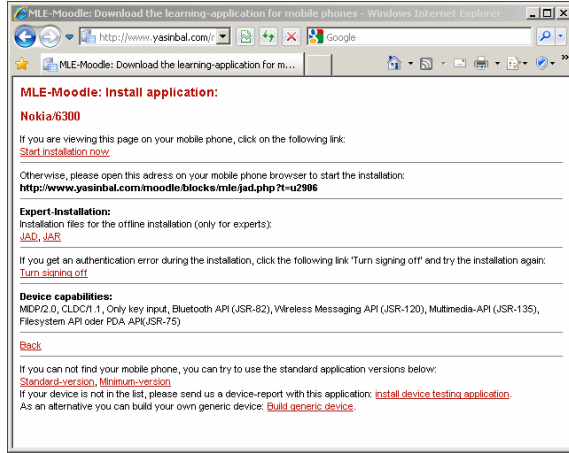 MLE-Moodle: Download the learning-application for mobile phones - Windows Internet Explorer
http://www.yasinbal.com/r
Google
MLE-Moodle: Download the learning-application for m...
MLE-Moodle: Install application:
Nokia/6300
If you are viewing this page on your mobile phone, click on the following link:
Start installation now
Otherwise, please open this adress on your mobile phone browser to start the installation:
http://www.yasinbal.com/moodle/blocks/mle/jad.php?t=u2906
Expert-Installation:
Installation files for the offline installation (only for experts):
JAD, JAR
If you get an authentication error during the installation, click the following link 'Turn signing off' and try the installation again:
Turn signing off
Device capabilities:
MIDP/2.0, CLDC/1.1, Only key input, Bluetooth API (JSR-82), Wireless Messaging API (JSR-120), Multimedia-API (JSR-135),
Filesystem API oder PDA API(JSR-75)
Back
If you can not find your mobile phone, you can try to use the standard application versions below:
Standard-version, Minimum-version
If your device is not in the list, please send us a device-report with this application: install device testing application.
As an alternative you can build your own generic device: Build generic device.